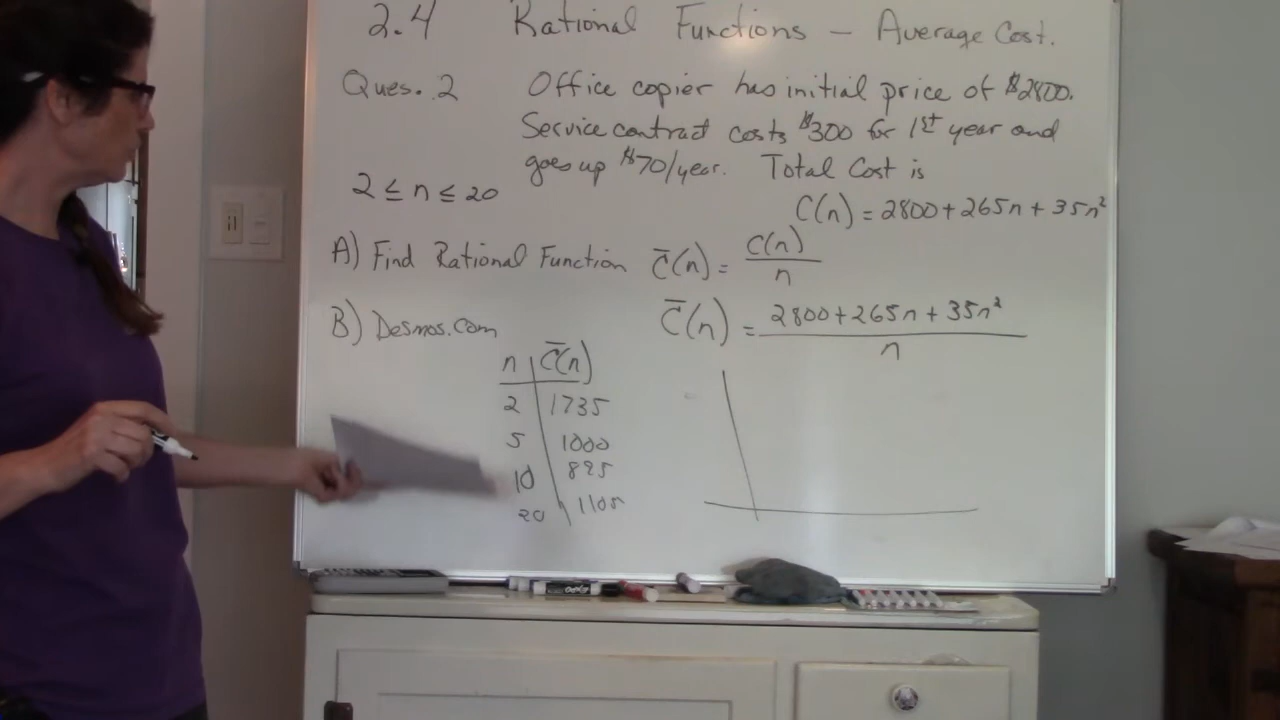 2.4 Rational Functions – Average Cost.
Ques. 2 Office copier has initial price of $2800.
Service contract costs $300 for 1st year and
goes up $70/year. Total Cost is
2 ≤ n ≤ 20
C(n) = 2800 + 265n + 35n²
A) Find Rational Function C̄(n) = C(n)/n
B) Desmos.com C̄(n) = (2800 + 265n + 35n²)/n
n C̄(n)
2 1735
5 1000
10 895
20 1105